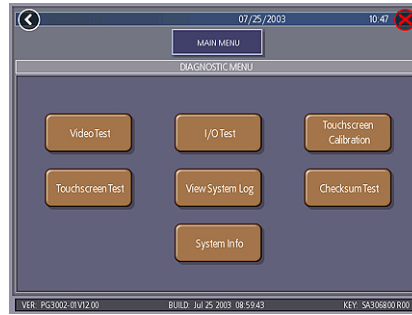 07/25/2003 10:47
MAIN MENU
DIAGNOSTIC MENU
Video Test I/O Test Touchscreen
Calibration
Touchscreen Test View System Log Checksum Test
System Info
VER: PG3002-01V12.00 BUILD: Jul 25 2003 08:59:43 KEY: SA306800 R00